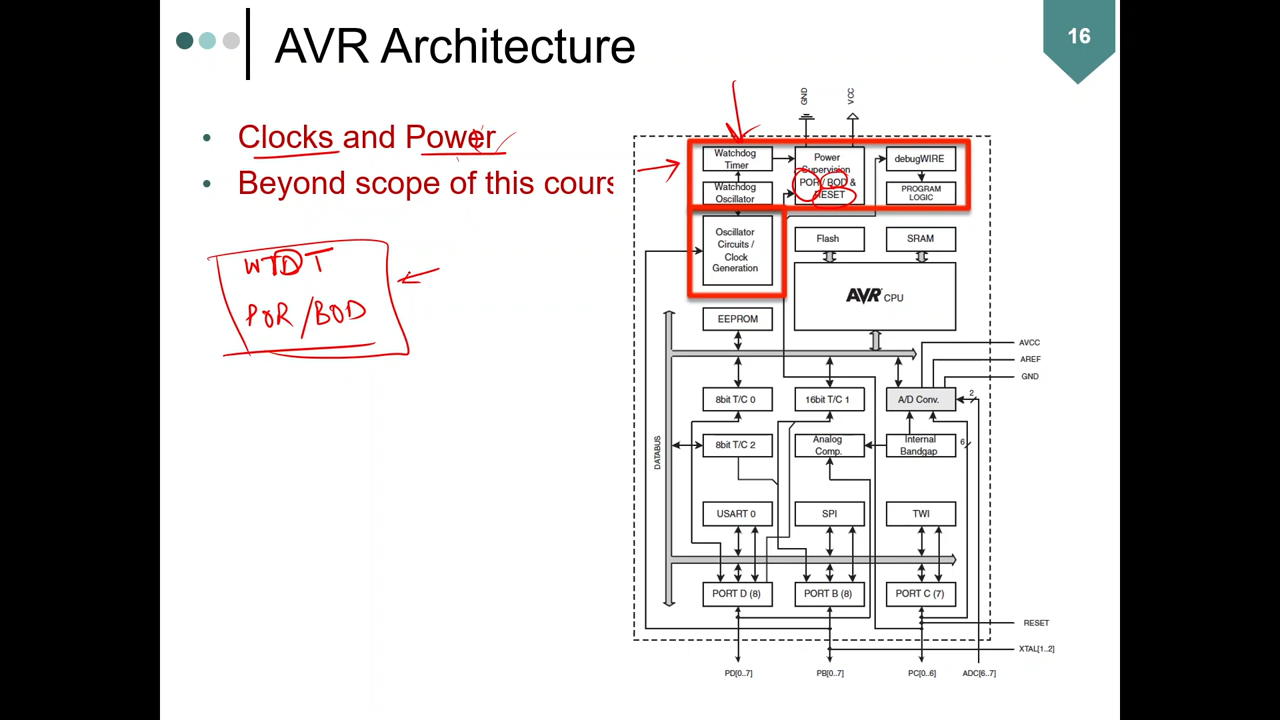 16
AVR Architecture
• Clocks and Power
• Beyond scope of this cours
WTDT
POR /BOD
GND
VCC
Watchdog
Timer
Power
Supervision
POR / BOD &
RESET
debugWIRE
Watchdog
Oscillator
PROGRAM
LOGIC
Oscillator
Circuits /
Clock
Generation
Flash
SRAM
AVR CPU
EEPROM
AVCC
AREF
GND
8bit T/C 0
16bit T/C 1
A/D Conv.
2
8bit T/C 2
Analog
Comp.
Internal
Bandgap
6
DATABUS
USART 0
SPI
TWI
PORT D (8)
PORT B (8)
PORT C (7)
RESET
XTAL[1..2]
PD[0..7]
PB[0..7]
PC[0..6]
ADC[6..7]